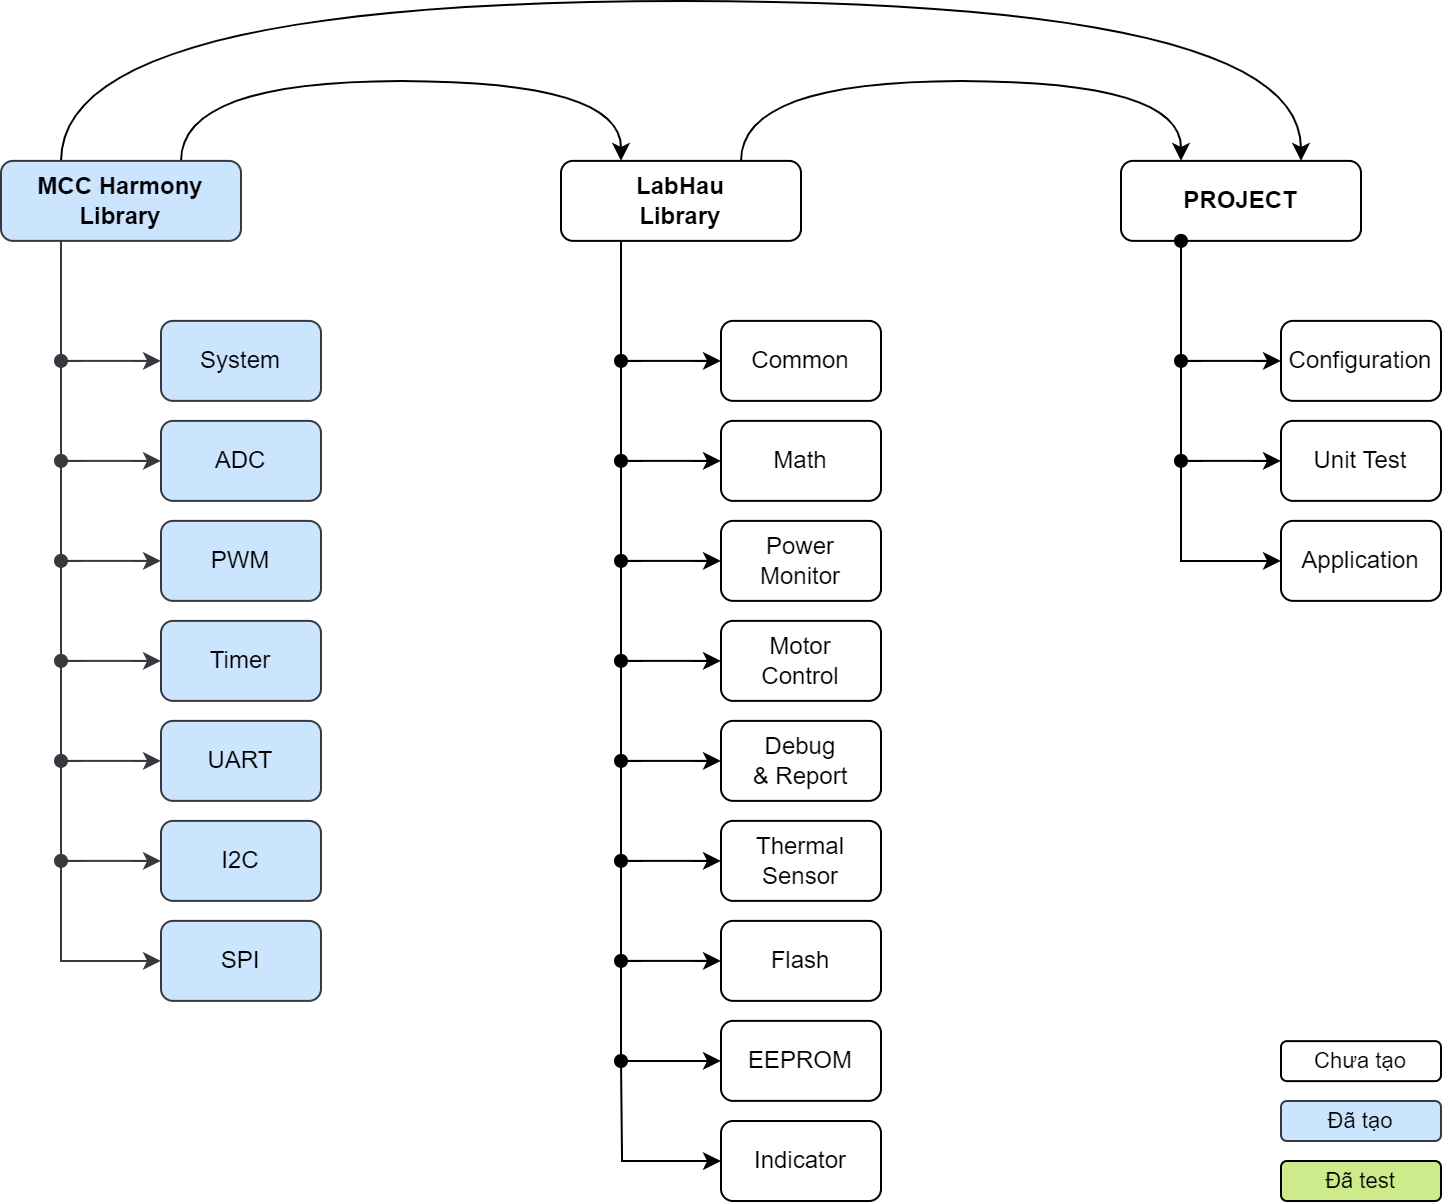 MCC Harmony
Library
LabHau
Library
PROJECT
System
ADC
PWM
Timer
UART
I2C
SPI
Common
Math
Power
Monitor
Motor
Control
Debug
& Report
Thermal
Sensor
Flash
EEPROM
Indicator
Configuration
Unit Test
Application
Chưa tạo
Đã tạo
Đã test